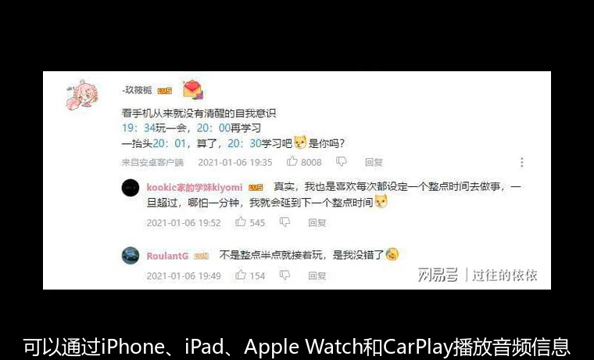 -玖筱栀
看手机从来就没有清醒的自我意识
19：34玩一会，20：00再学习
一抬头20：01，算了，20：30学习吧是你吗？
来自安卓客户端 2021-01-06 19:35 8008 回复
kookic家的学妹kiyomi 真实，我也是喜欢每次都设定一个整点时间去做事，一
旦超过，哪怕一分钟，我就会延到下一个整点时间
2021-01-06 19:52 545 回复
RoulantG 不是整点半点就接着玩，是我没错了
2021-01-06 19:49 154 回复
网易号 过往的依依
可以通过iPhone、iPad、Apple Watch和CarPlay播放音频信息